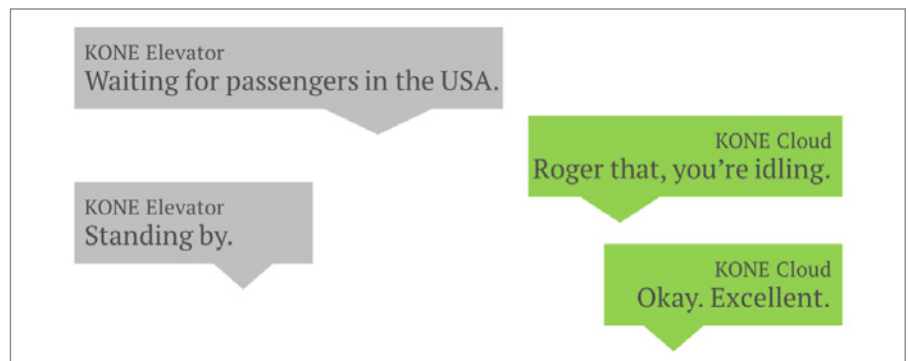 KONE Elevator
Waiting for passengers in the USA.
KONE Cloud
Roger that, you’re idling.
KONE Elevator
Standing by.
KONE Cloud
Okay. Excellent.